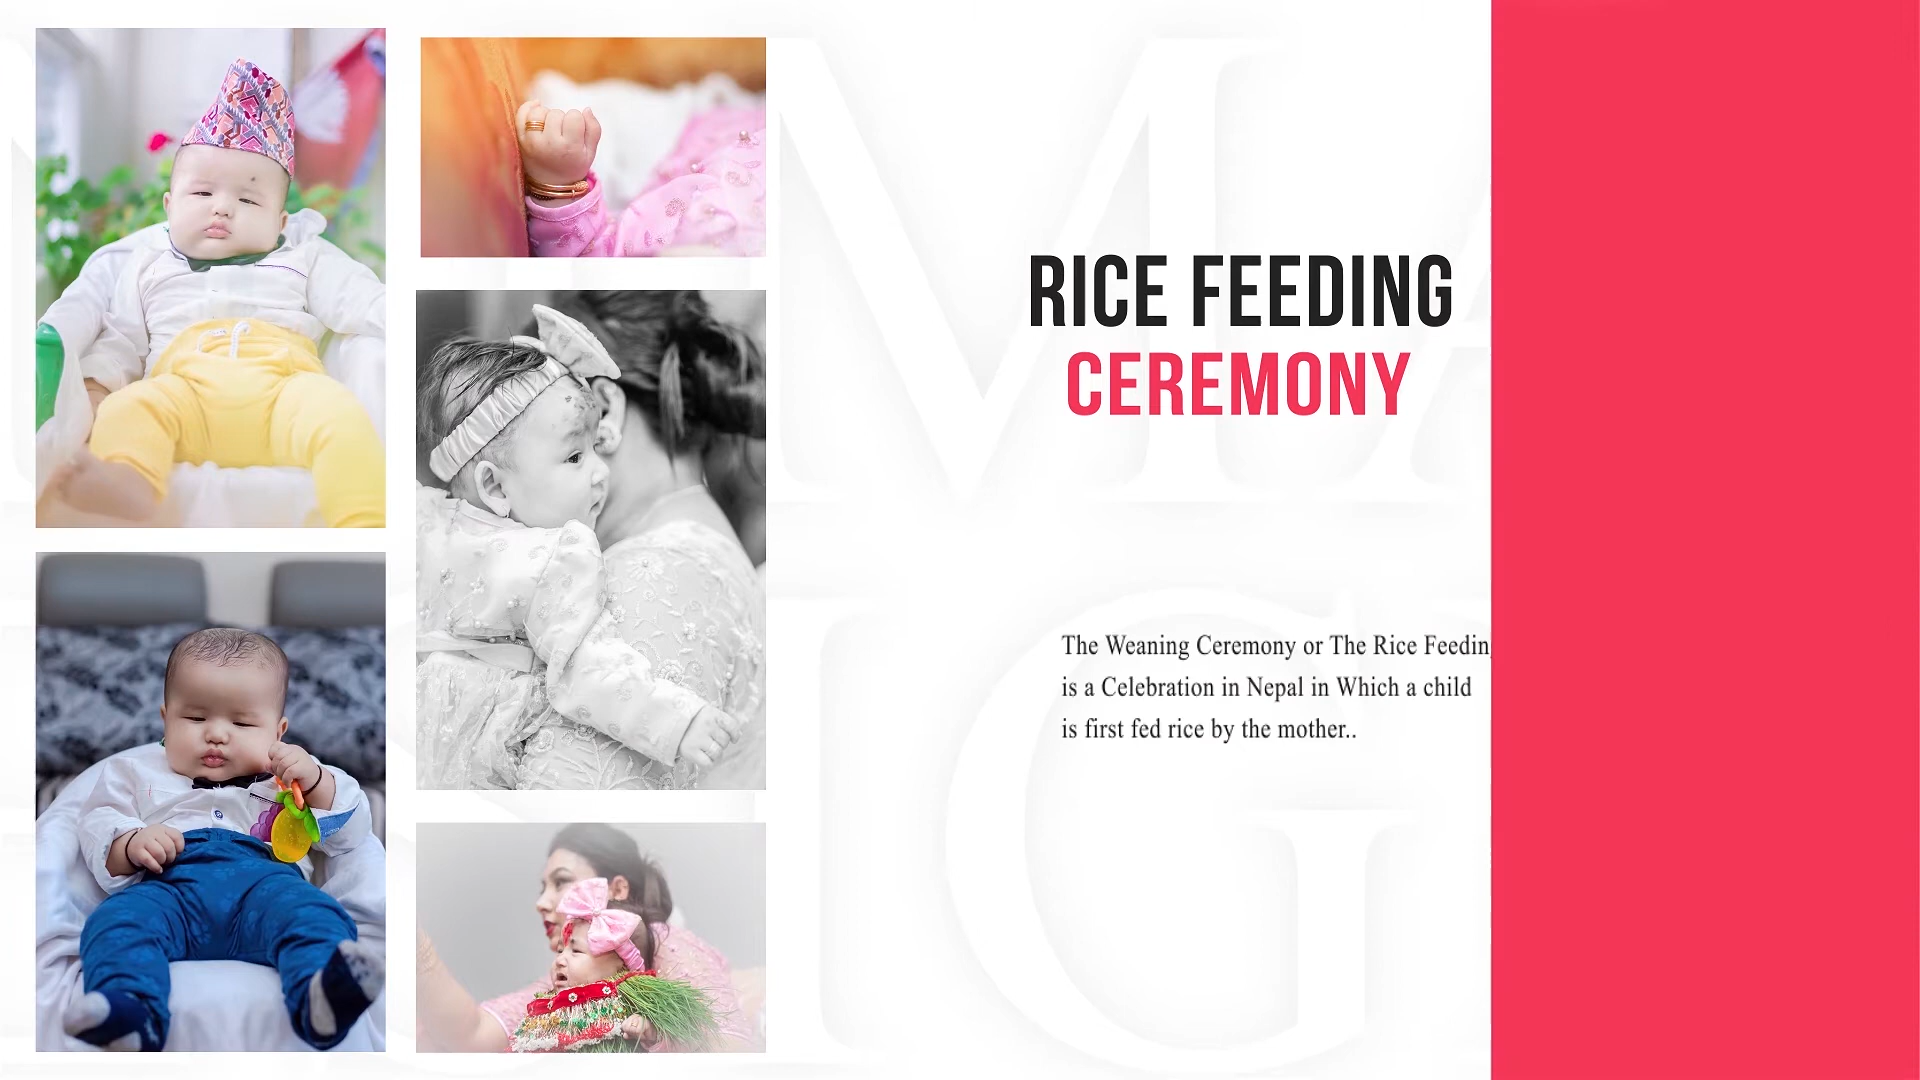 RICE FEEDING
CEREMONY
The Weaning Ceremony or The Rice Feedin
is a Celebration in Nepal in Which a child
is first fed rice by the mother..